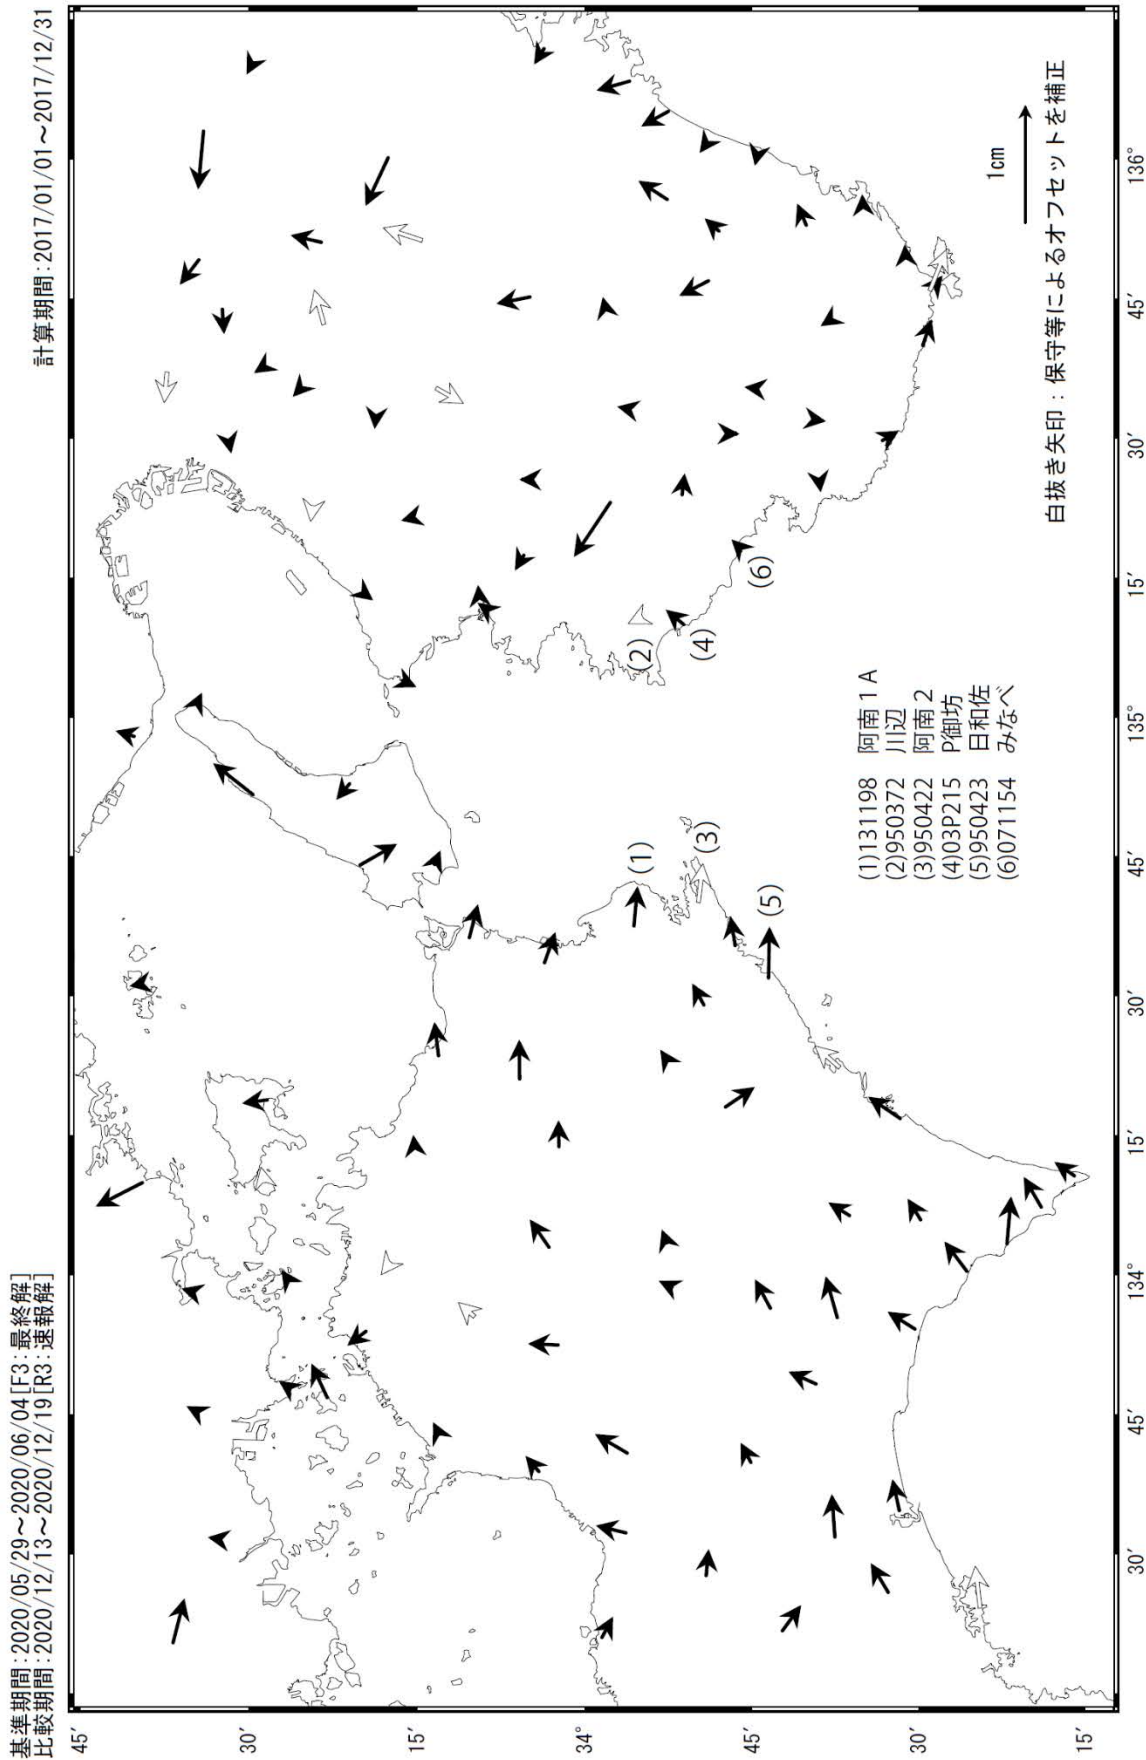 基準期間:2020/05/29~2020/06/04[F3:最終解]
比較期間:2020/12/13~2020/12/19[R3:速報解]
計算期間:2017/01/01~2017/12/31
45′
30′
15′
34°
45′
30′
15′
30′
45′
134°
15′
30′
45′
135°
15′
30′
45′
136°
(1)
(2)
(3)
(4)
(5)
(6)
(1)131198 阿南1A
(2)950372 川辺
(3)950422 阿南2
(4)03P215 P御坊
(5)950423 日和佐
(6)071154 みなべ
1cm
白抜き矢印:保守等によるオフセットを補正